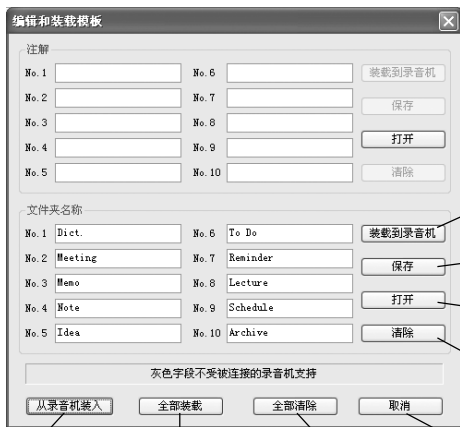 编辑和装载模板
注解
No. 1 No. 6 装载到录音机
No. 2 No. 7 保存
No. 3 No. 8
No. 4 No. 9 打开
No. 5 No. 10 清除
文件夹名称
No. 1 Dict. No. 6 To Do 装载到录音机
No. 2 Meeting No. 7 Reminder 保存
No. 3 Memo No. 8 Lecture
No. 4 Note No. 9 Schedule 打开
No. 5 Idea No. 10 Archive 清除
灰色字段不受被连接的录音机支持
从录音机装入 全部装载 全部清除 取消